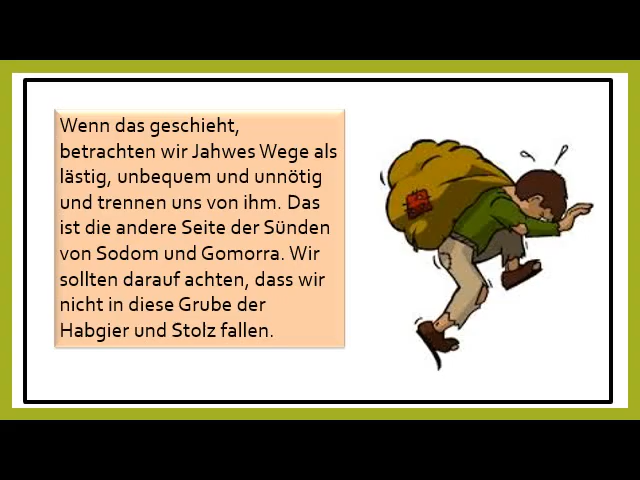 Wenn das geschieht,
betrachten wir Jahwes Wege als
lästig, unbequem und unnötig
und trennen uns von ihm. Das
ist die andere Seite der Sünden
von Sodom und Gomorra. Wir
sollten darauf achten, dass wir
nicht in diese Grube der
Habgier und Stolz fallen.